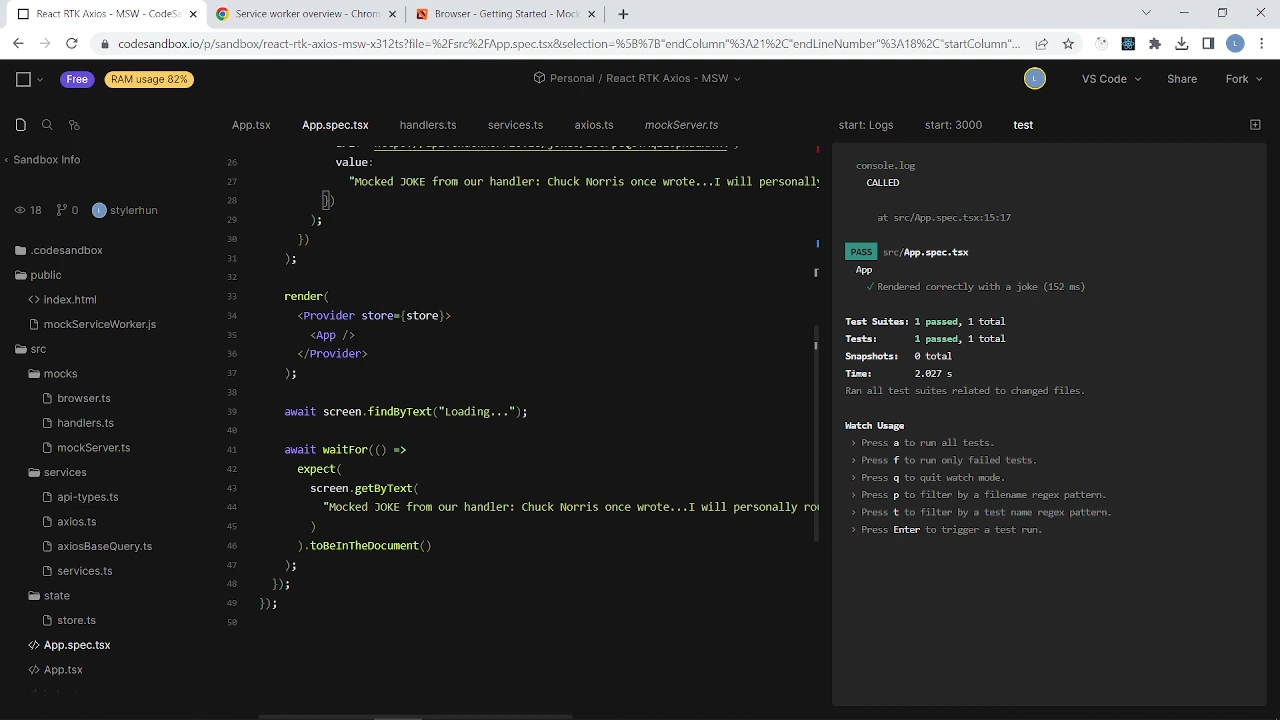 React RTK Axios - MSW - CodeSa
Service worker overview - Chrom
Browser - Getting Started - Mock
codesandbox.io/p/sandbox/react-rtk-axios-msw-x312ts?file=%2Fsrc%2FApp.spec.tsx&selection=%5B%7B"endColumn"%3A21%2C"endLineNumber"%3A18%2C"startColumn"...
L
Free
RAM usage 82%
Personal / React RTK Axios - MSW
L
VS Code
Share
Fork
App.tsx
App.spec.tsx
handlers.ts
services.ts
axios.ts
mockServer.ts
start: Logs
start: 3000
test
Sandbox Info
18
0
L
stylerhun
.codesandbox
public
index.html
mockServiceWorker.js
src
mocks
browser.ts
handlers.ts
mockServer.ts
services
api-types.ts
axios.ts
axiosBaseQuery.ts
services.ts
state
store.ts
App.spec.tsx
App.tsx
26 value:
27 "Mocked JOKE from our handler: Chuck Norris once wrote...I will personally
28 })
29 );
30 })
31 );
32
33 render(
34 <Provider store={store}>
35 <App />
36 </Provider>
37 );
38
39 await screen.findByText("Loading...");
40
41 await waitFor(() =>
42 expect(
43 screen.getByText(
44 "Mocked JOKE from our handler: Chuck Norris once wrote...I will personally rou
45 )
46 ).toBeInTheDocument()
47 );
48 });
49 });
50
console.log
CALLED
at src/App.spec.tsx:15:17
PASS src/App.spec.tsx
App
✓ Rendered correctly with a joke (152 ms)
Test Suites: 1 passed, 1 total
Tests: 1 passed, 1 total
Snapshots: 0 total
Time: 2.027 s
Ran all test suites related to changed files.
Watch Usage
› Press a to run all tests.
› Press f to run only failed tests.
› Press q to quit watch mode.
› Press p to filter by a filename regex pattern.
› Press t to filter by a test name regex pattern.
› Press Enter to trigger a test run.